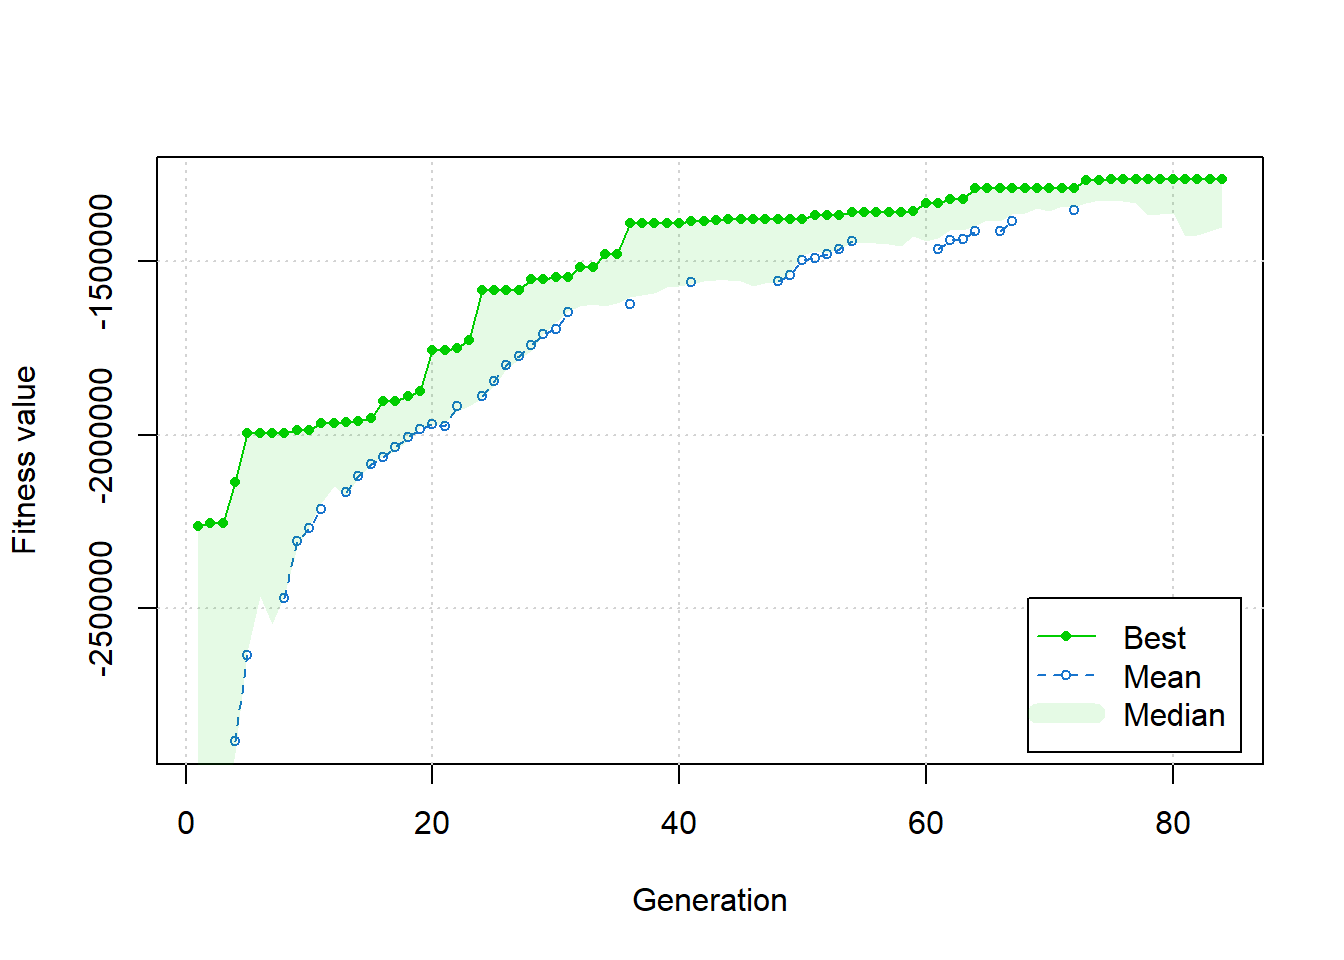 -1500000
-2000000
-2500000
Fitness value
0 20 40 60 80
Generation
Best
Mean
Median